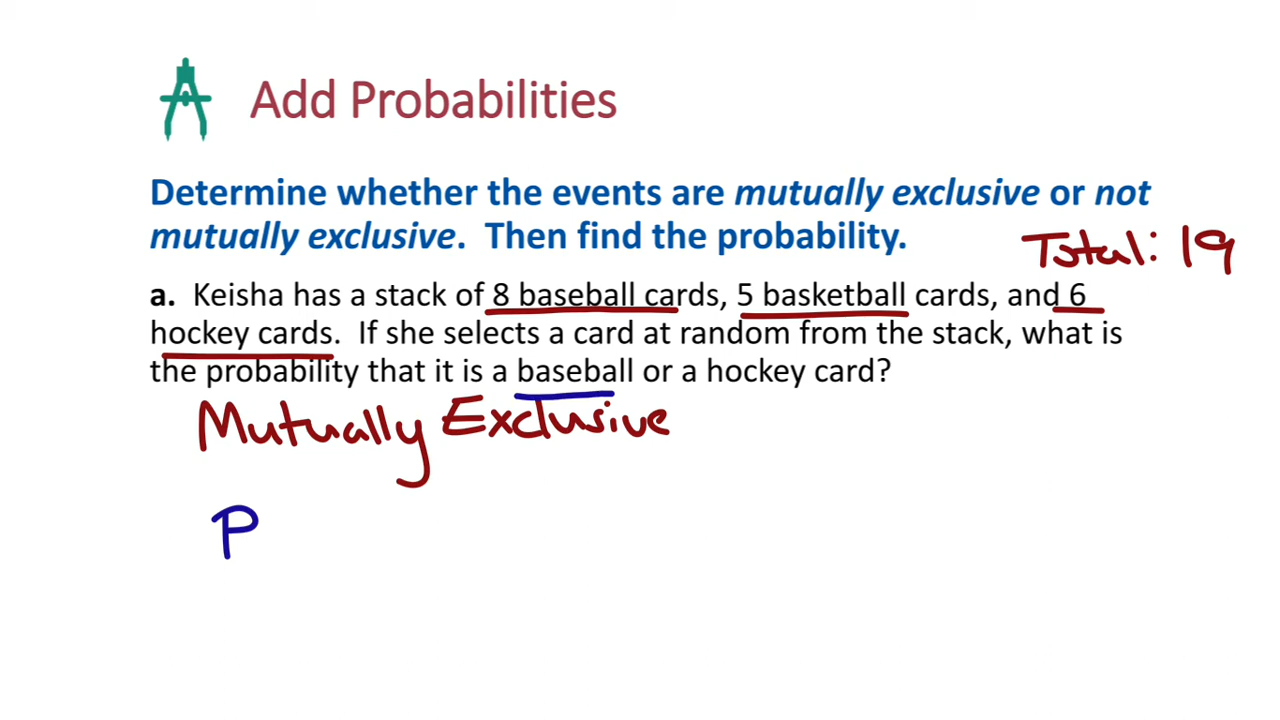 Add Probabilities
Determine whether the events are mutually exclusive or not
mutually exclusive. Then find the probability.
Total: 19
a. Keisha has a stack of 8 baseball cards, 5 basketball cards, and 6
hockey cards. If she selects a card at random from the stack, what is
the probability that it is a baseball or a hockey card?
Mutually Exclusive
P